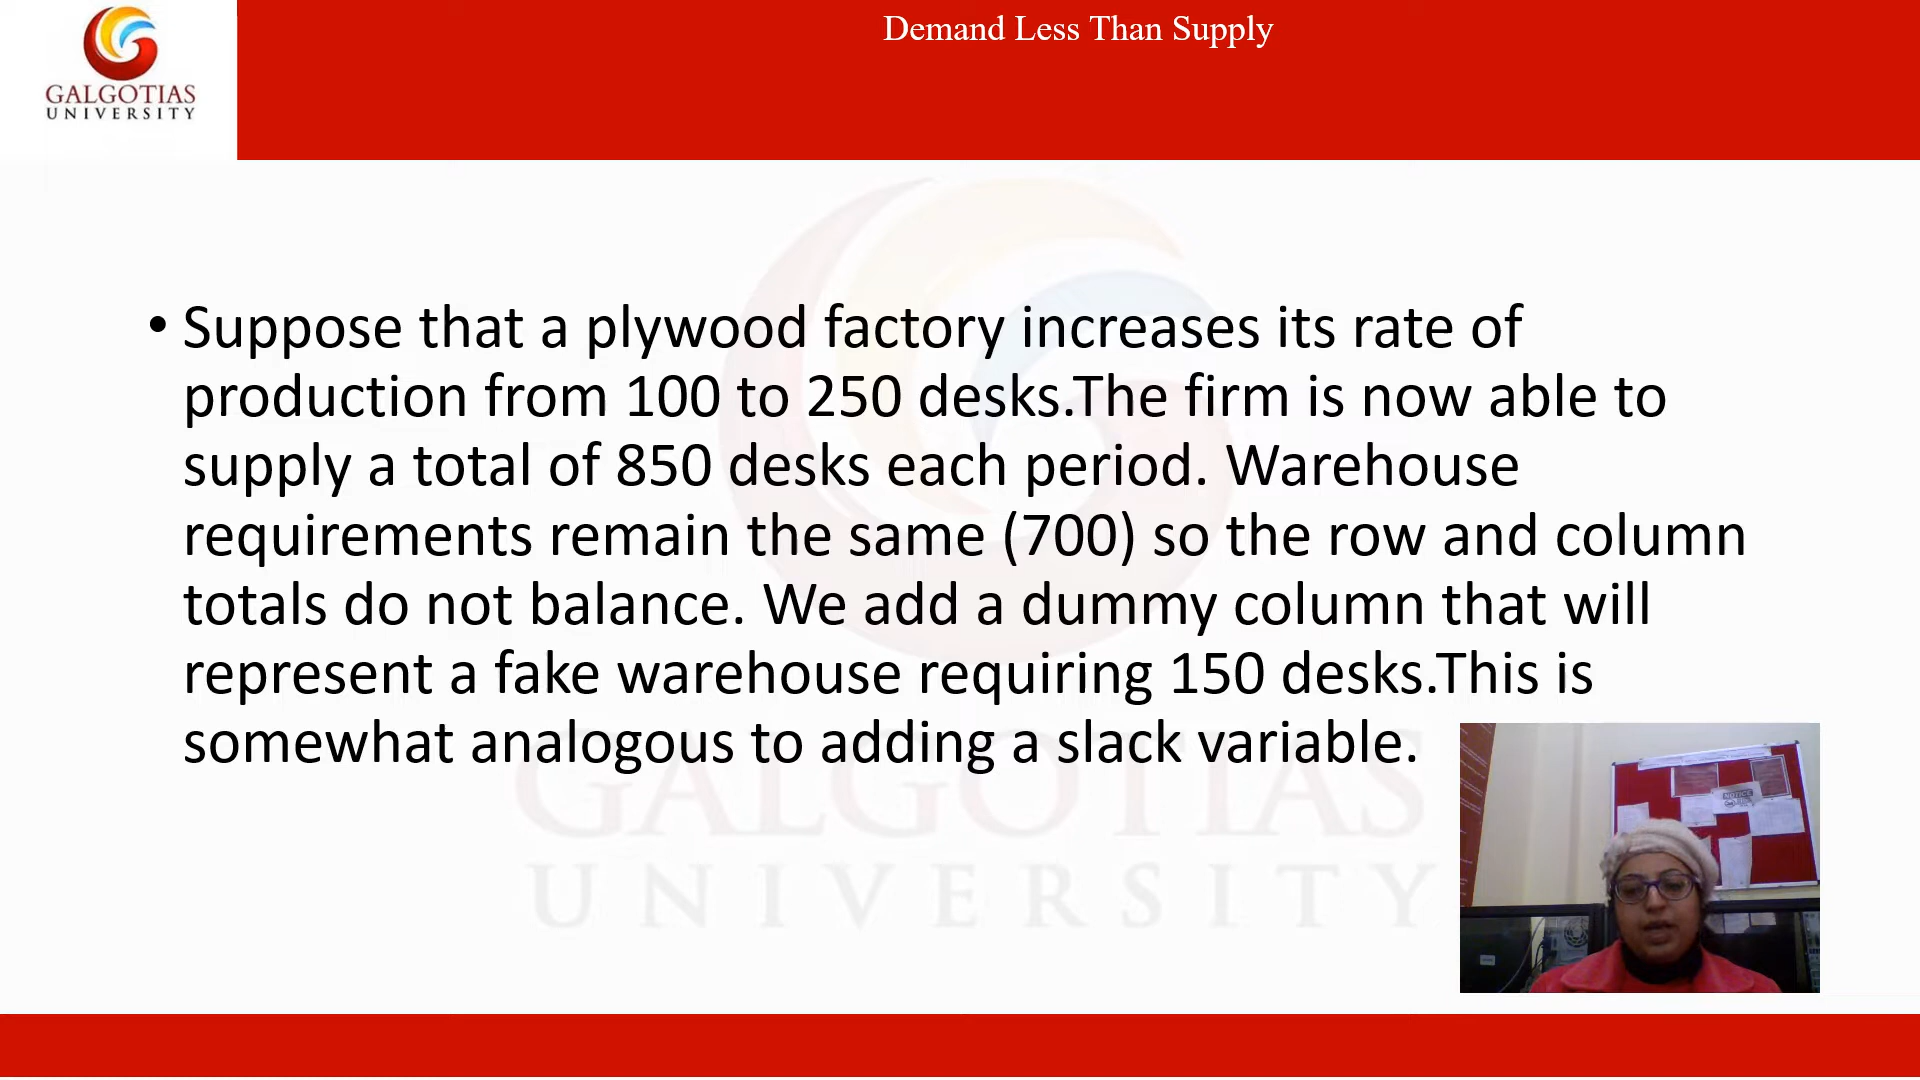 Demand Less Than Supply
GALGOTIAS
UNIVERSITY
• Suppose that a plywood factory increases its rate of
production from 100 to 250 desks.The firm is now able to
supply a total of 850 desks each period. Warehouse
requirements remain the same (700) so the row and column
totals do not balance. We add a dummy column that will
represent a fake warehouse requiring 150 desks.This is
somewhat analogous to adding a slack variable.
GALGOTIAS
UNIVERSITY
NOTICE